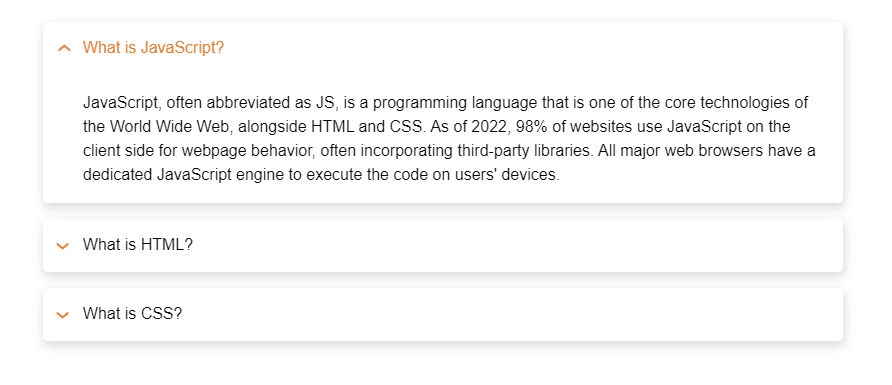 What is JavaScript?
JavaScript, often abbreviated as JS, is a programming language that is one of the core technologies of
the World Wide Web, alongside HTML and CSS. As of 2022, 98% of websites use JavaScript on the
client side for webpage behavior, often incorporating third-party libraries. All major web browsers have a
dedicated JavaScript engine to execute the code on users' devices.
What is HTML?
What is CSS?